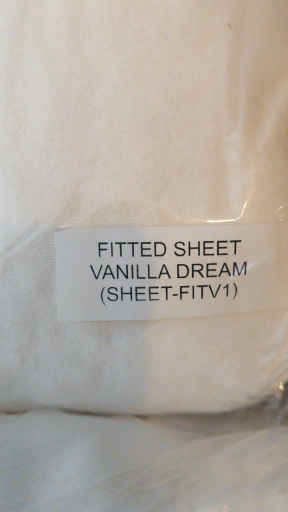 FITTED SHEET
VANILLA DREAM
(SHEET-FITV1)